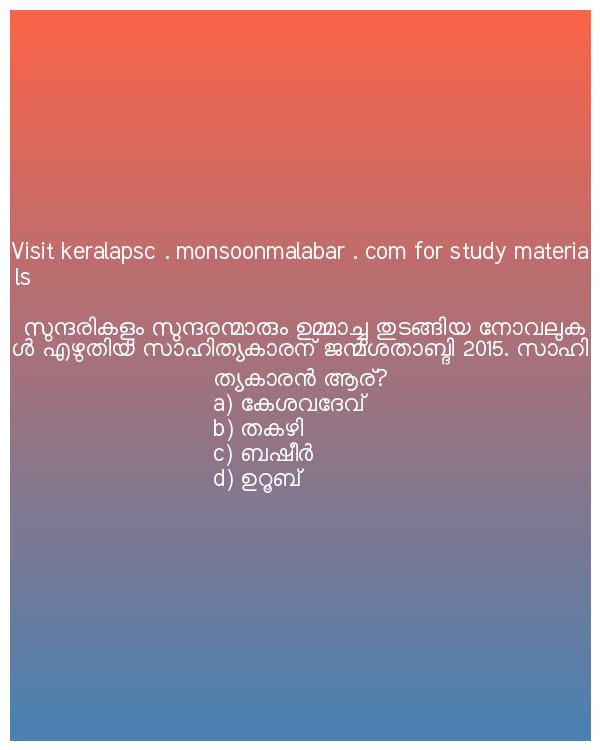 Visit keralapsc . monsoonmalabar . com for study materia
ls
സുന്ദരികളും സുന്ദരന്മാരും ഉമ്മാച്ചു തുടങ്ങിയ നോവലുക
ൾ എഴുതിയ സാഹിത്യകാരന് ജന്മശതാബ്ദി 2015. സാഹി
ത്യകാരൻ ആര്?
a) കേശവദേവ്
b) തകഴി
c) ബഷീർ
d) ഉറൂബ്